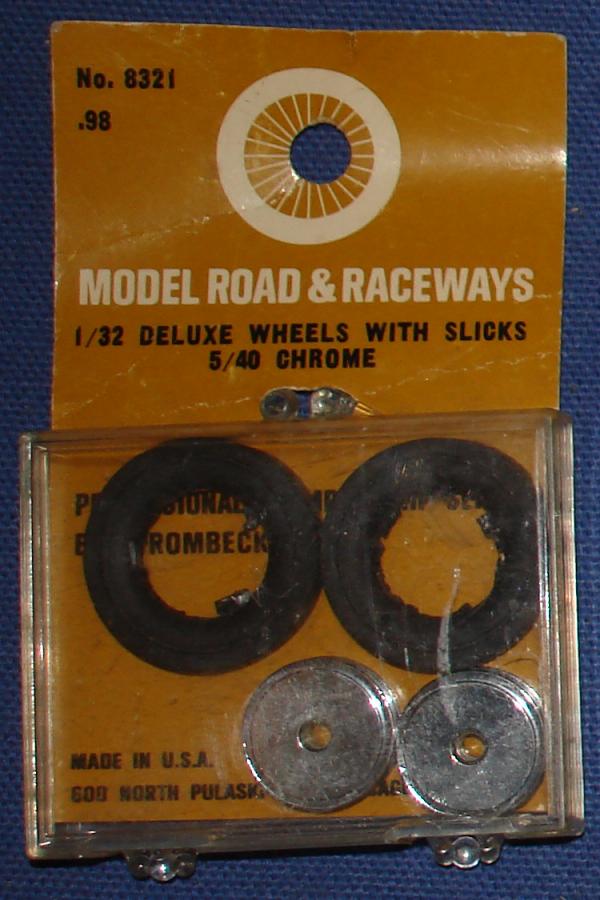 No. 8321
.98
MODEL ROAD & RACEWAYS
1/32 DELUXE WHEELS WITH SLICKS
5/40 CHROME
MADE IN U.S.A.
600 NORTH PULASKI